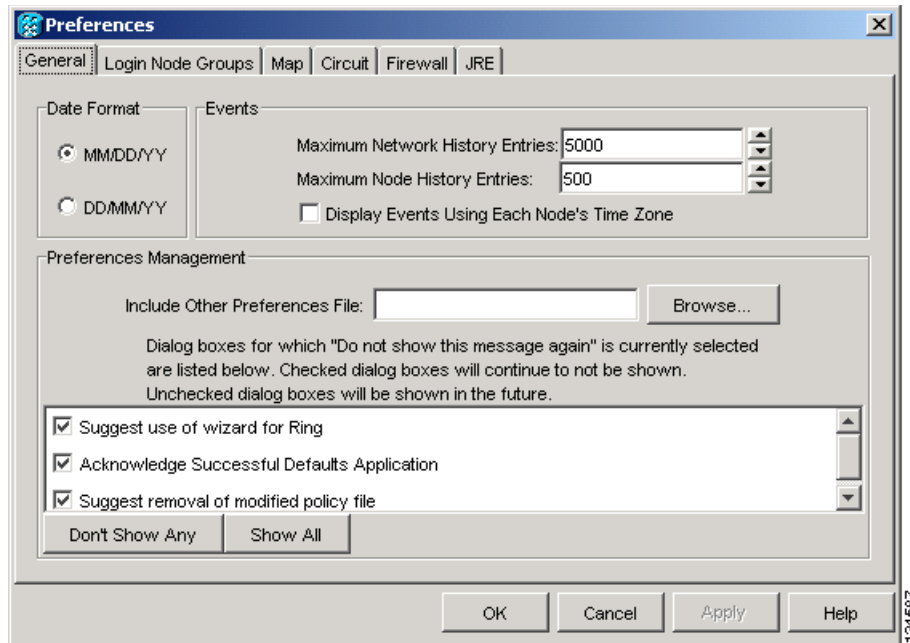 Preferences
General Login Node Groups Map Circuit Firewall JRE
Date Format
MM/DD/YY
DD/MM/YY
Events
Maximum Network History Entries: 5000
Maximum Node History Entries: 500
Display Events Using Each Node's Time Zone
Preferences Management
Include Other Preferences File: Browse...
Dialog boxes for which "Do not show this message again" is currently selected
are listed below. Checked dialog boxes will continue to not be shown.
Unchecked dialog boxes will be shown in the future.
Suggest use of wizard for Ring
Acknowledge Successful Defaults Application
Suggest removal of modified policy file
Don't Show Any Show All
OK Cancel Apply Help